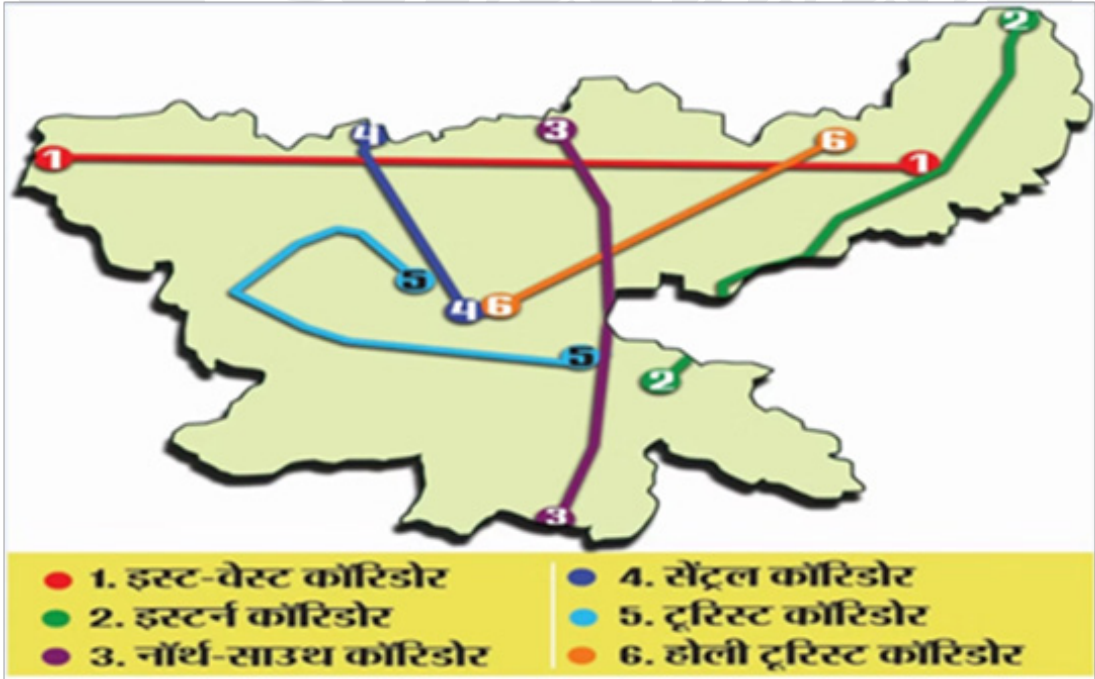 2
4
3
6
1
1
5
4
6
5
2
3
1. इस्ट-वेस्ट कॉरिडोर
2. इस्टर्न कॉरिडोर
3. नॉर्थ-साउथ कॉरिडोर
4. सेंट्रल कॉरिडोर
5. टूरिस्ट कॉरिडोर
6. होली टूरिस्ट कॉरिडोर